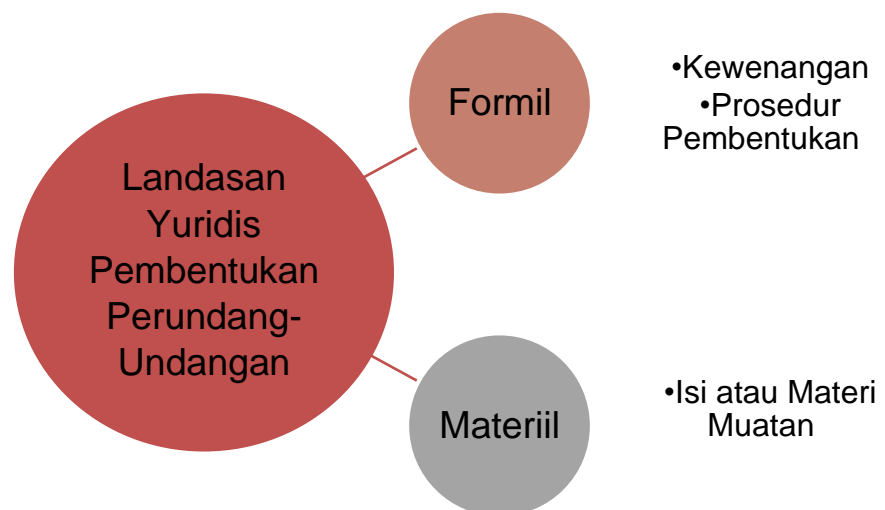 Landasan
Yuridis
Pembentukan
Perundang-
Undangan
Formil
•Kewenangan
•Prosedur
Pembentukan
Materiil
•Isi atau Materi
Muatan